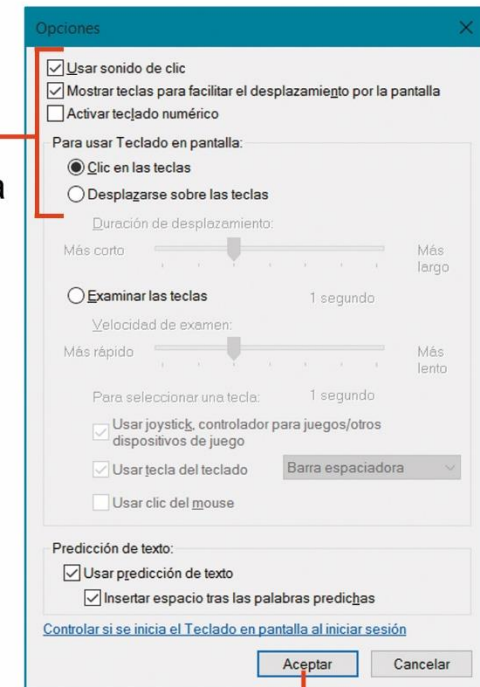 Opciones
Usar sonido de clic
Mostrar teclas para facilitar el desplazamiento por la pantalla
Activar teclado numérico
Para usar Teclado en pantalla:
Clic en las teclas
a
Desplazarse sobre las teclas
Duración de desplazamiento:
Más corto
Más
largo
Examinar las teclas
1 segundo
Velocidad de examen:
Más rápido
Más
lento
Para seleccionar una tecla:
1 segundo
Usar joystick, controlador para juegos/otros
dispositivos de juego
Usar tecla del teclado
Barra espaciadora
Usar clic del mouse
Predicción de texto:
Usar predicción de texto
Insertar espacio tras las palabras predichas
Controlar si se inicia el Teclado en pantalla al iniciar sesión
Aceptar
Cancelar